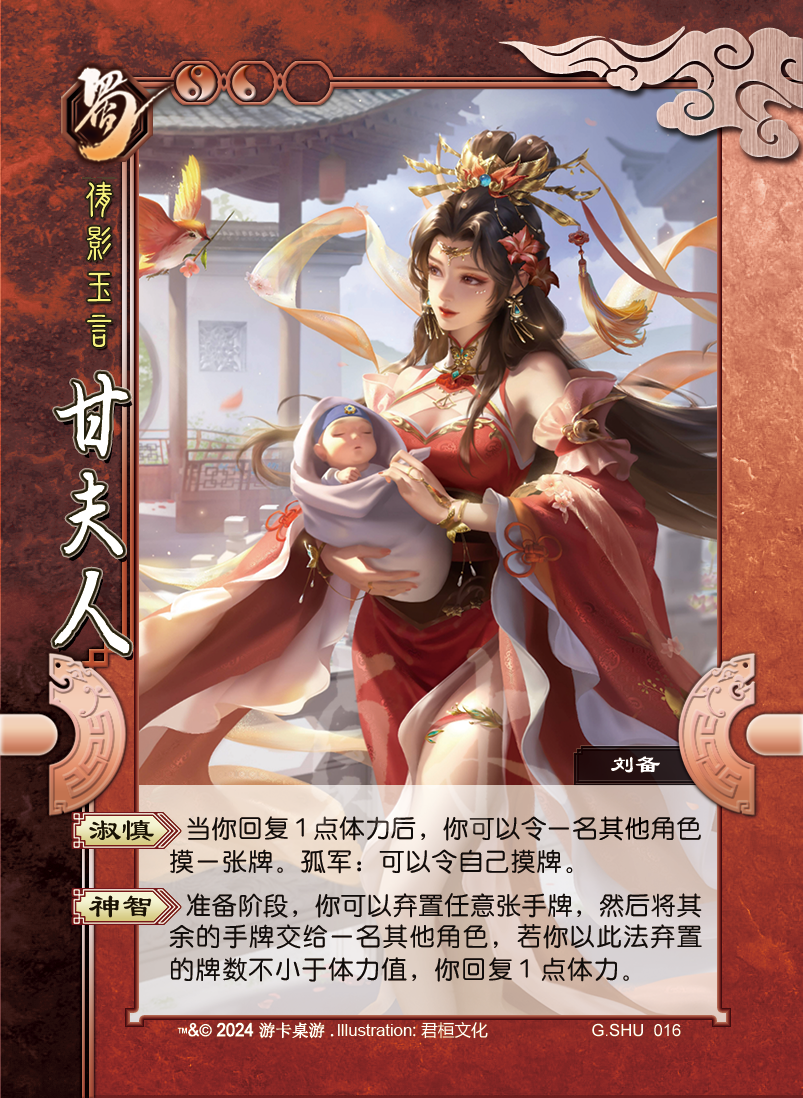 蜀
倩影玉言
甘夫人
刘备
淑慎 当你回复1点体力后，你可以令一名其他角色
摸一张牌。孤军：可以令自己摸牌。
神智 准备阶段，你可以弃置任意张手牌，然后将其
余的手牌交给一名其他角色，若你以此法弃置
的牌数不小于体力值，你回复1点体力。
™&© 2024 游卡桌游 . Illustration: 君桓文化
G.SHU 016